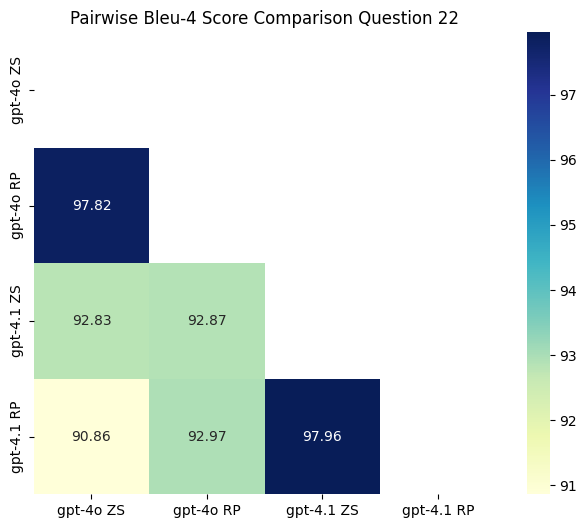 Pairwise Bleu-4 Score Comparison Question 22
gpt-4o ZS
gpt-4o RP
97.82
gpt-4.1 ZS
92.83 92.87
gpt-4.1 RP
90.86 92.97 97.96
gpt-4o ZS gpt-4o RP gpt-4.1 ZS gpt-4.1 RP
97
96
95
94
93
92
91